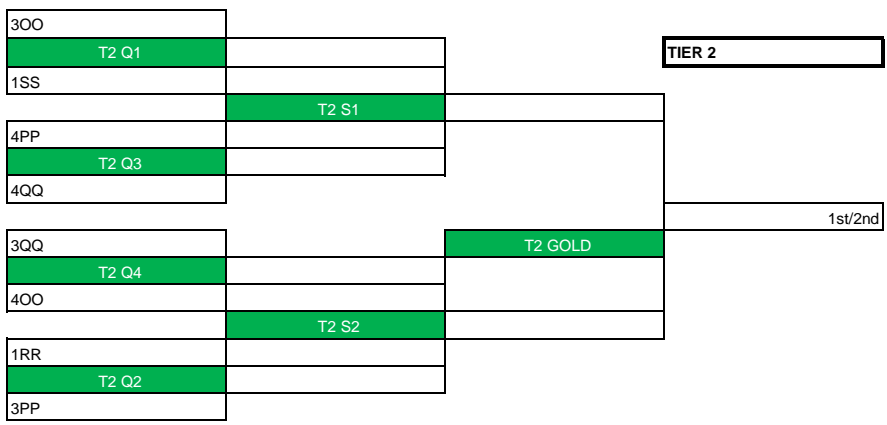 3OO
T2 Q1
TIER 2
1SS
T2 S1
4PP
T2 Q3
4QQ
1st/2nd
3QQ
T2 GOLD
T2 Q4
4OO
T2 S2
1RR
T2 Q2
3PP